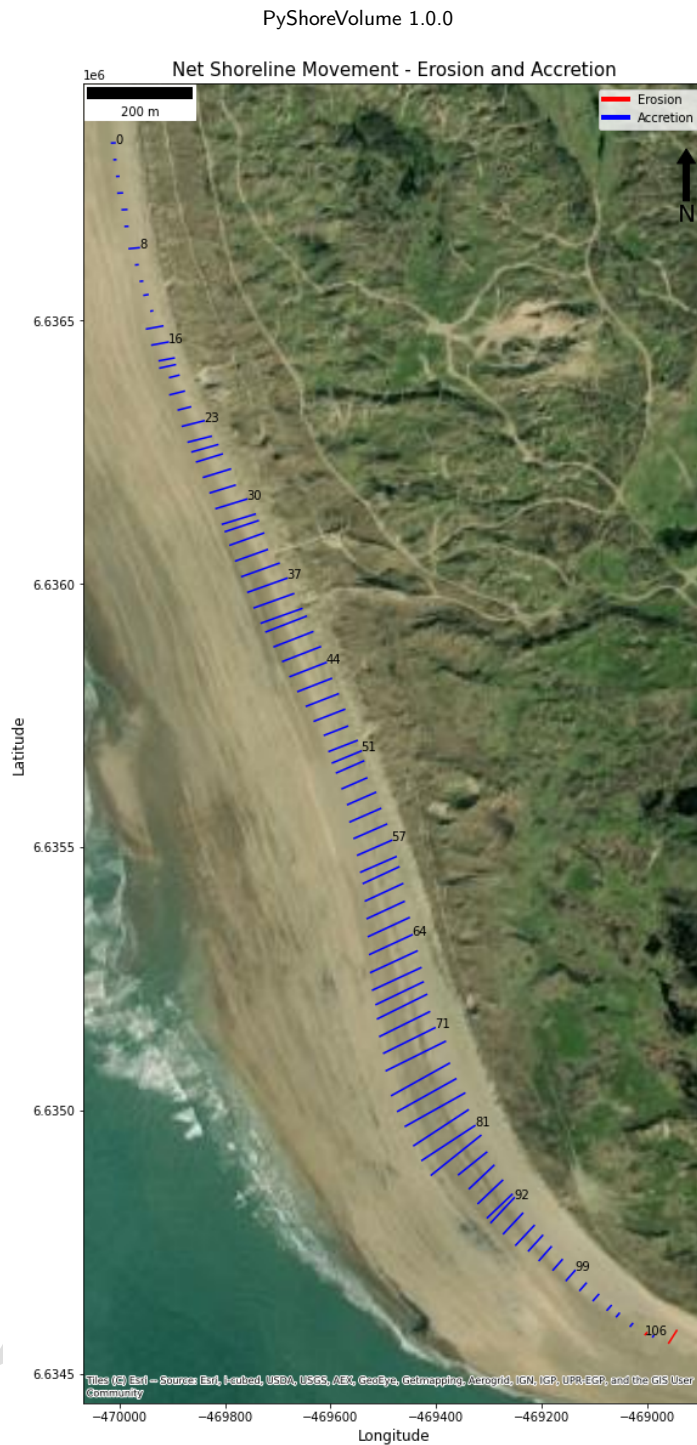 PyShoreVolume 1.0.0
Net Shoreline Movement - Erosion and Accretion
1e6
200 m
Erosion
Accretion
N
0
8
16
23
30
37
44
51
57
64
71
81
92
99
106
6.6365
6.6360
6.6355
6.6350
6.6345
Latitude
Tiles (C) Esri -- Source: Esri, i-cubed, USDA, USGS, AEX, GeoEye, Getmapping, Aerogrid, IGN, IGP, UPR-EGP, and the GIS User
Community
−470000 −469800 −469600 −469400 −469200 −469000
Longitude